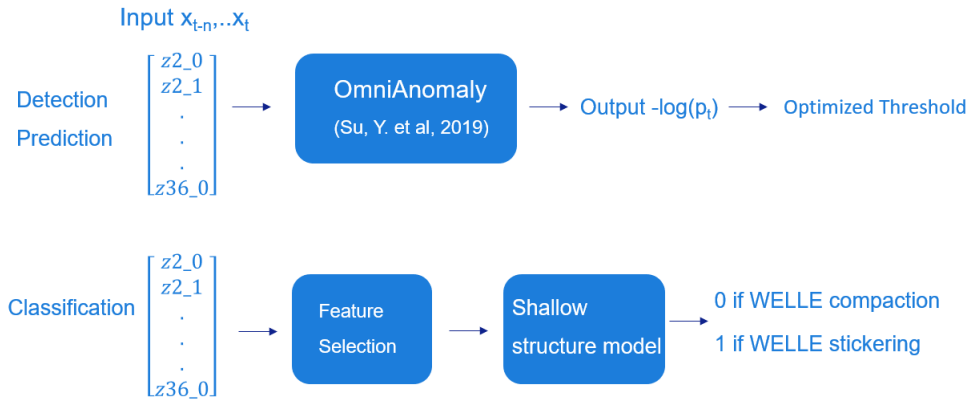 Input x_{t-n},..x_t
Detection
Prediction
z2_0
z2_1
.
.
.
z36_0
OmniAnomaly
(Su, Y. et al, 2019)
Output -log(p_t)
Optimized Threshold
Classification
z2_0
z2_1
.
.
.
z36_0
Feature
Selection
Shallow
structure model
0 if WELLE compaction
1 if WELLE stickering